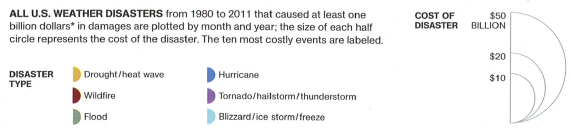 ALL U.S. WEATHER DISASTERS from 1980 to 2011 that caused at least one
billion dollars* in damages are plotted by month and year; the size of each half
circle represents the cost of the disaster. The ten most costly events are labeled.
COST OF
DISASTER
$50
BILLION
$20
$10
DISASTER
TYPE
Drought/heat wave
Wildfire
Flood
Hurricane
Tornado/hailstorm/thunderstorm
Blizzard/ice storm/freeze